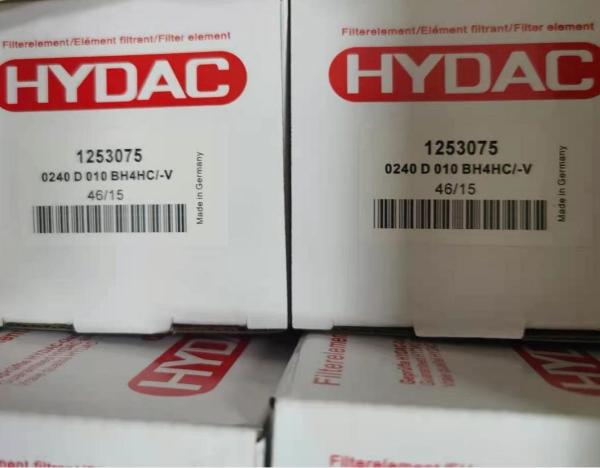 Filterelement/Elément filtrant/Filter element
HYDAC
1253075
0240 D 010 BH4HC/-V
46/15
Made in Germany
Filterelement/Elément filtrant/Filter element
HYDAC
1253075
0240 D 010 BH4HC/-V
46/15
Made in Germany
HYDAC
Filterelement
HYDAC